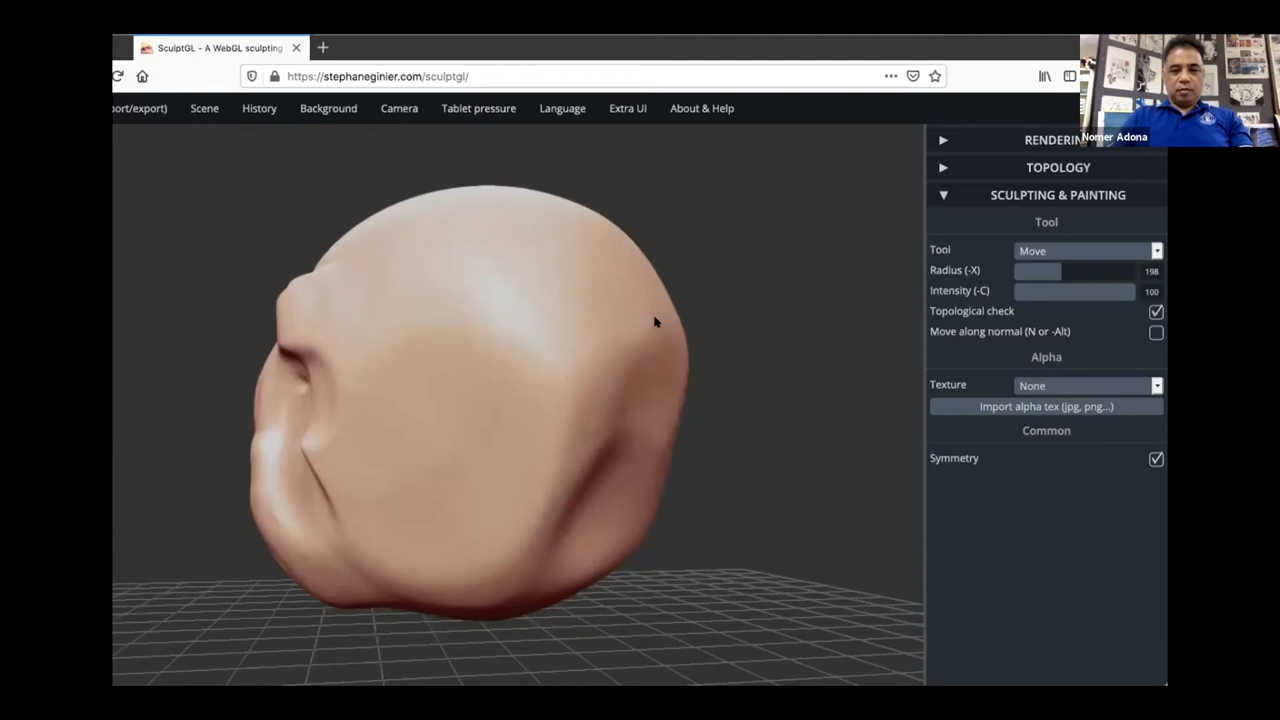 SculptGL - A WebGL sculpting
https://stephaneginier.com/sculptgl/
port/export) Scene History Background Camera Tablet pressure Language Extra UI About & Help
Nomer Adona
RENDERIN
TOPOLOGY
SCULPTING & PAINTING
Tool
Tool Move
Radius (-X) 198
Intensity (-C) 100
Topological check
Move along normal (N or -Alt)
Alpha
Texture None
Import alpha tex (jpg, png...)
Common
Symmetry